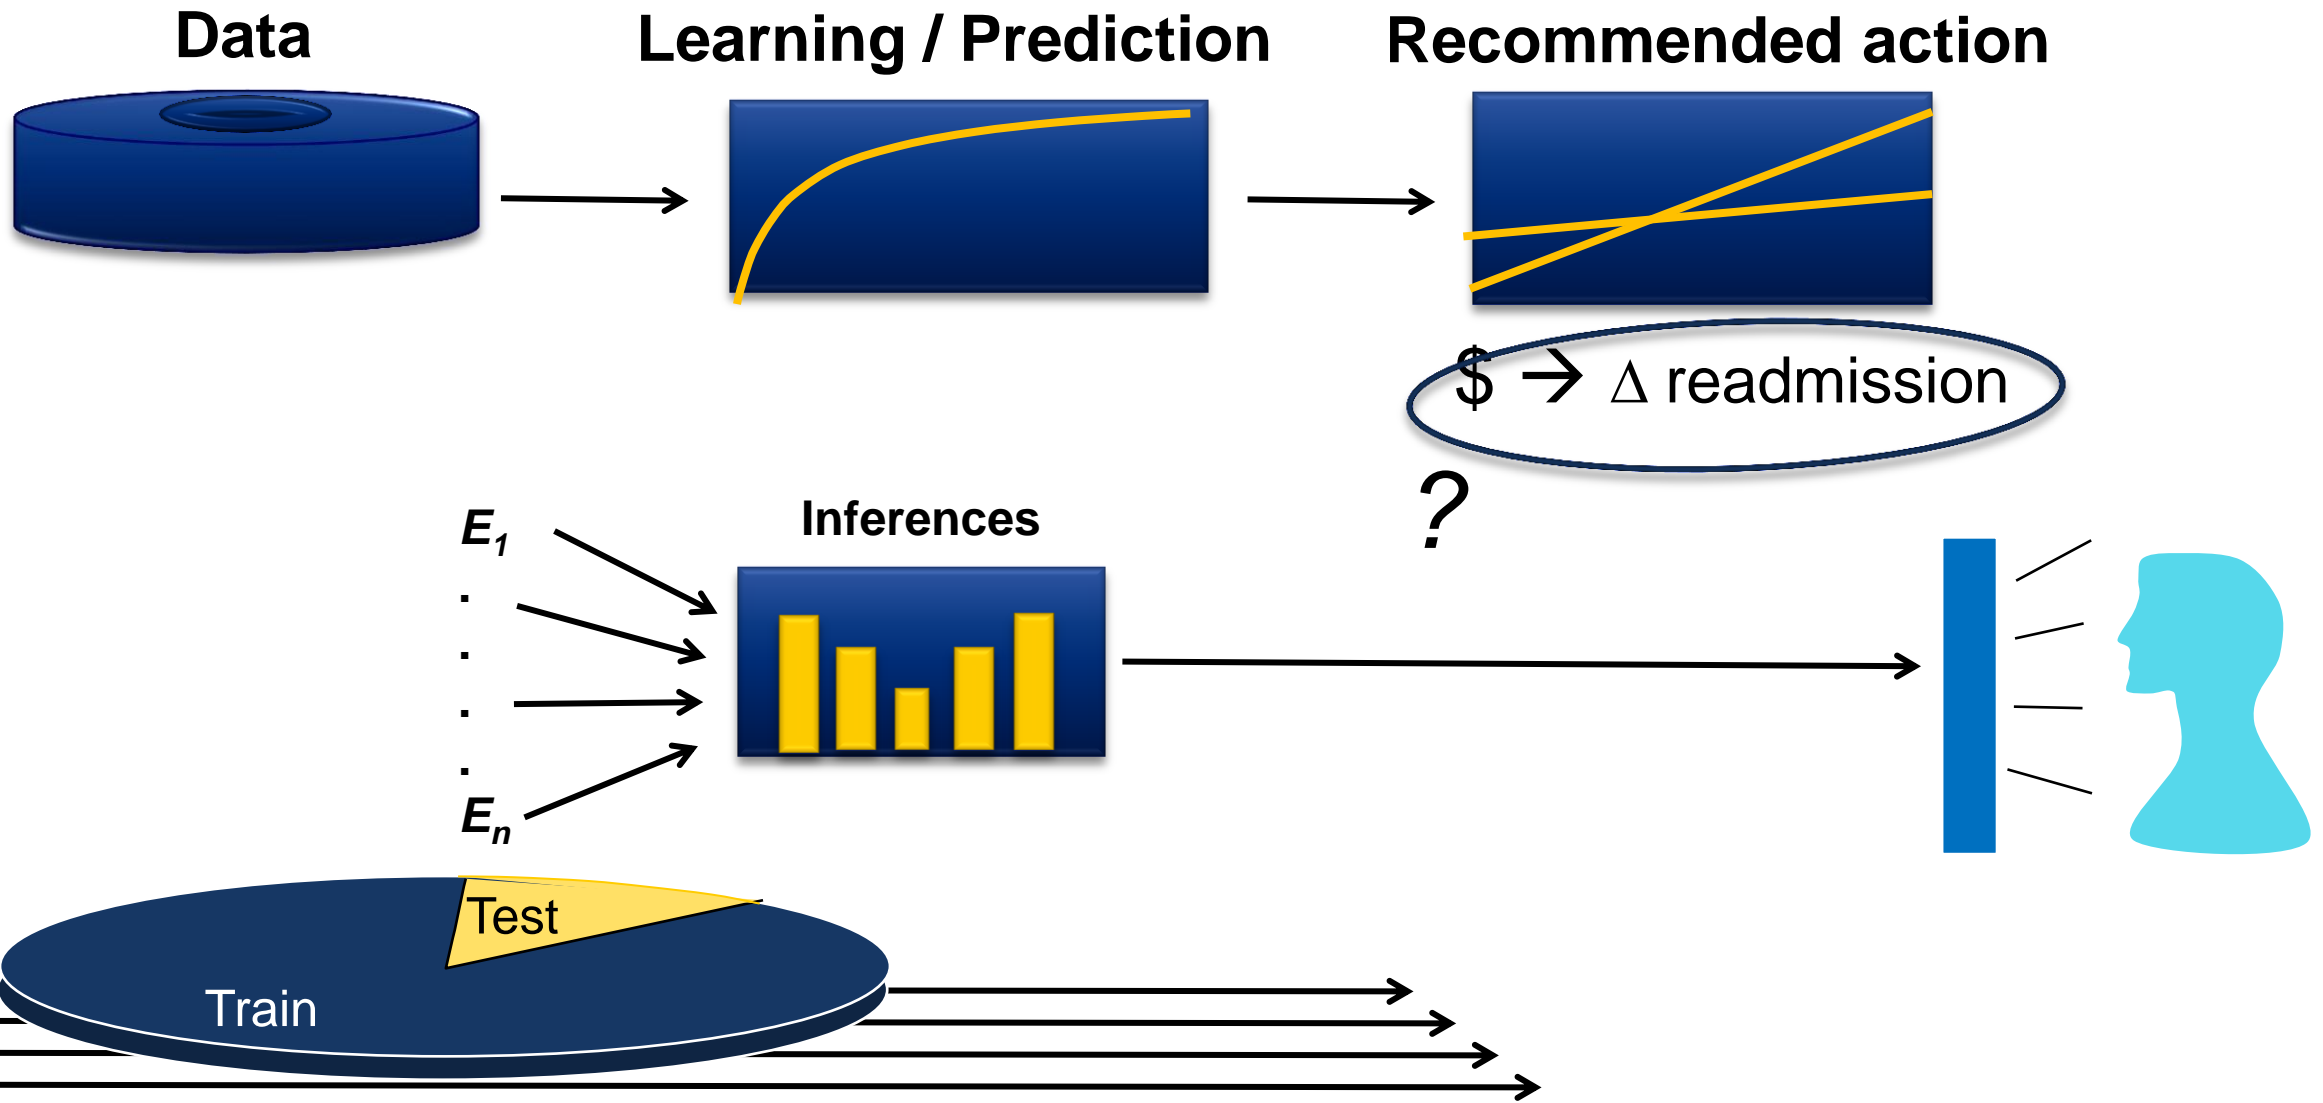 Data
Learning / Prediction
Recommended action
$ → Δ readmission
?
E1
.
.
.
.
En
Inferences
Test
Train